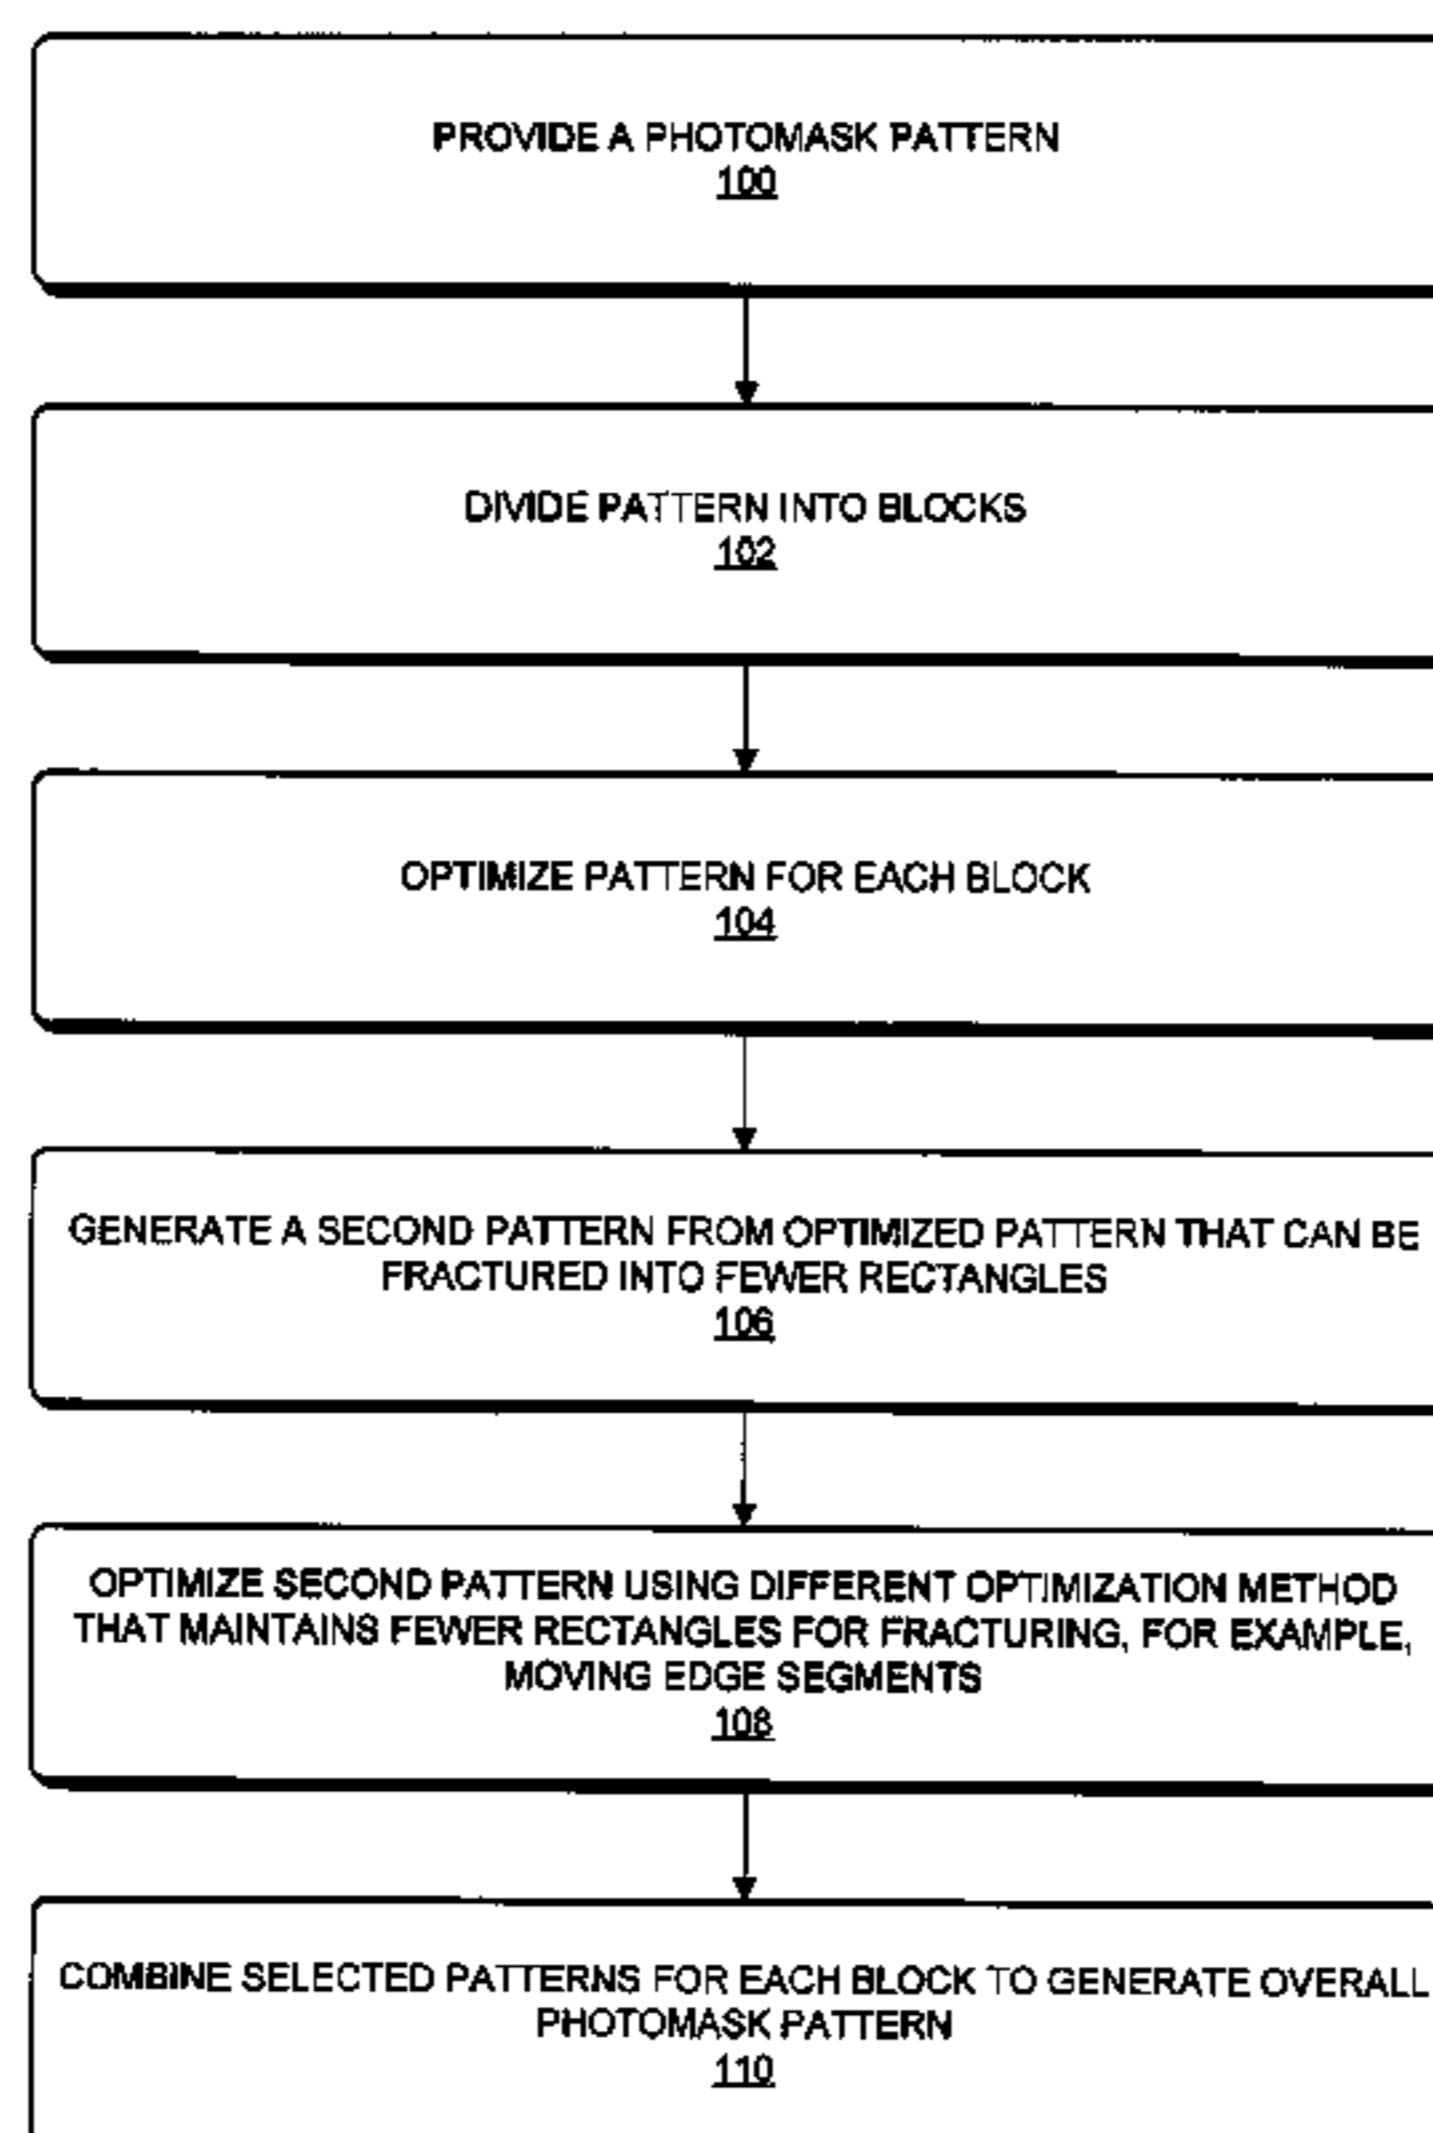 PROVIDE A PHOTOMASK PATTERN
100
DIVIDE PATTERN INTO BLOCKS
102
OPTIMIZE PATTERN FOR EACH BLOCK
104
GENERATE A SECOND PATTERN FROM OPTIMIZED PATTERN THAT CAN BE
FRACTURED INTO FEWER RECTANGLES
106
OPTIMIZE SECOND PATTERN USING DIFFERENT OPTIMIZATION METHOD
THAT MAINTAINS FEWER RECTANGLES FOR FRACTURING, FOR EXAMPLE,
MOVING EDGE SEGMENTS
108
COMBINE SELECTED PATTERNS FOR EACH BLOCK TO GENERATE OVERALL
PHOTOMASK PATTERN
110